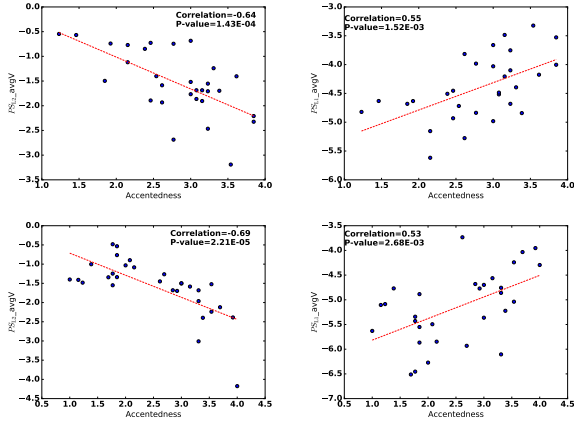 Correlation=-0.64
P-value=1.43E-04
0.0
−0.5
−1.0
−1.5
−2.0
−2.5
−3.0
−3.5
1.0 1.5 2.0 2.5 3.0 3.5 4.0
Accentedness
Correlation=0.55
P-value=1.52E-03
−3.0
−3.5
−4.0
−4.5
−5.0
−5.5
−6.0
1.0 1.5 2.0 2.5 3.0 3.5 4.0
Accentedness
Correlation=-0.69
P-value=2.21E-05
0.0
−0.5
−1.0
−1.5
−2.0
−2.5
−3.0
−3.5
−4.0
−4.5
0.5 1.0 1.5 2.0 2.5 3.0 3.5 4.0 4.5
Accentedness
Correlation=0.53
P-value=2.68E-03
−3.5
−4.0
−4.5
−5.0
−5.5
−6.0
−6.5
−7.0
0.5 1.0 1.5 2.0 2.5 3.0 3.5 4.0 4.5
Accentedness